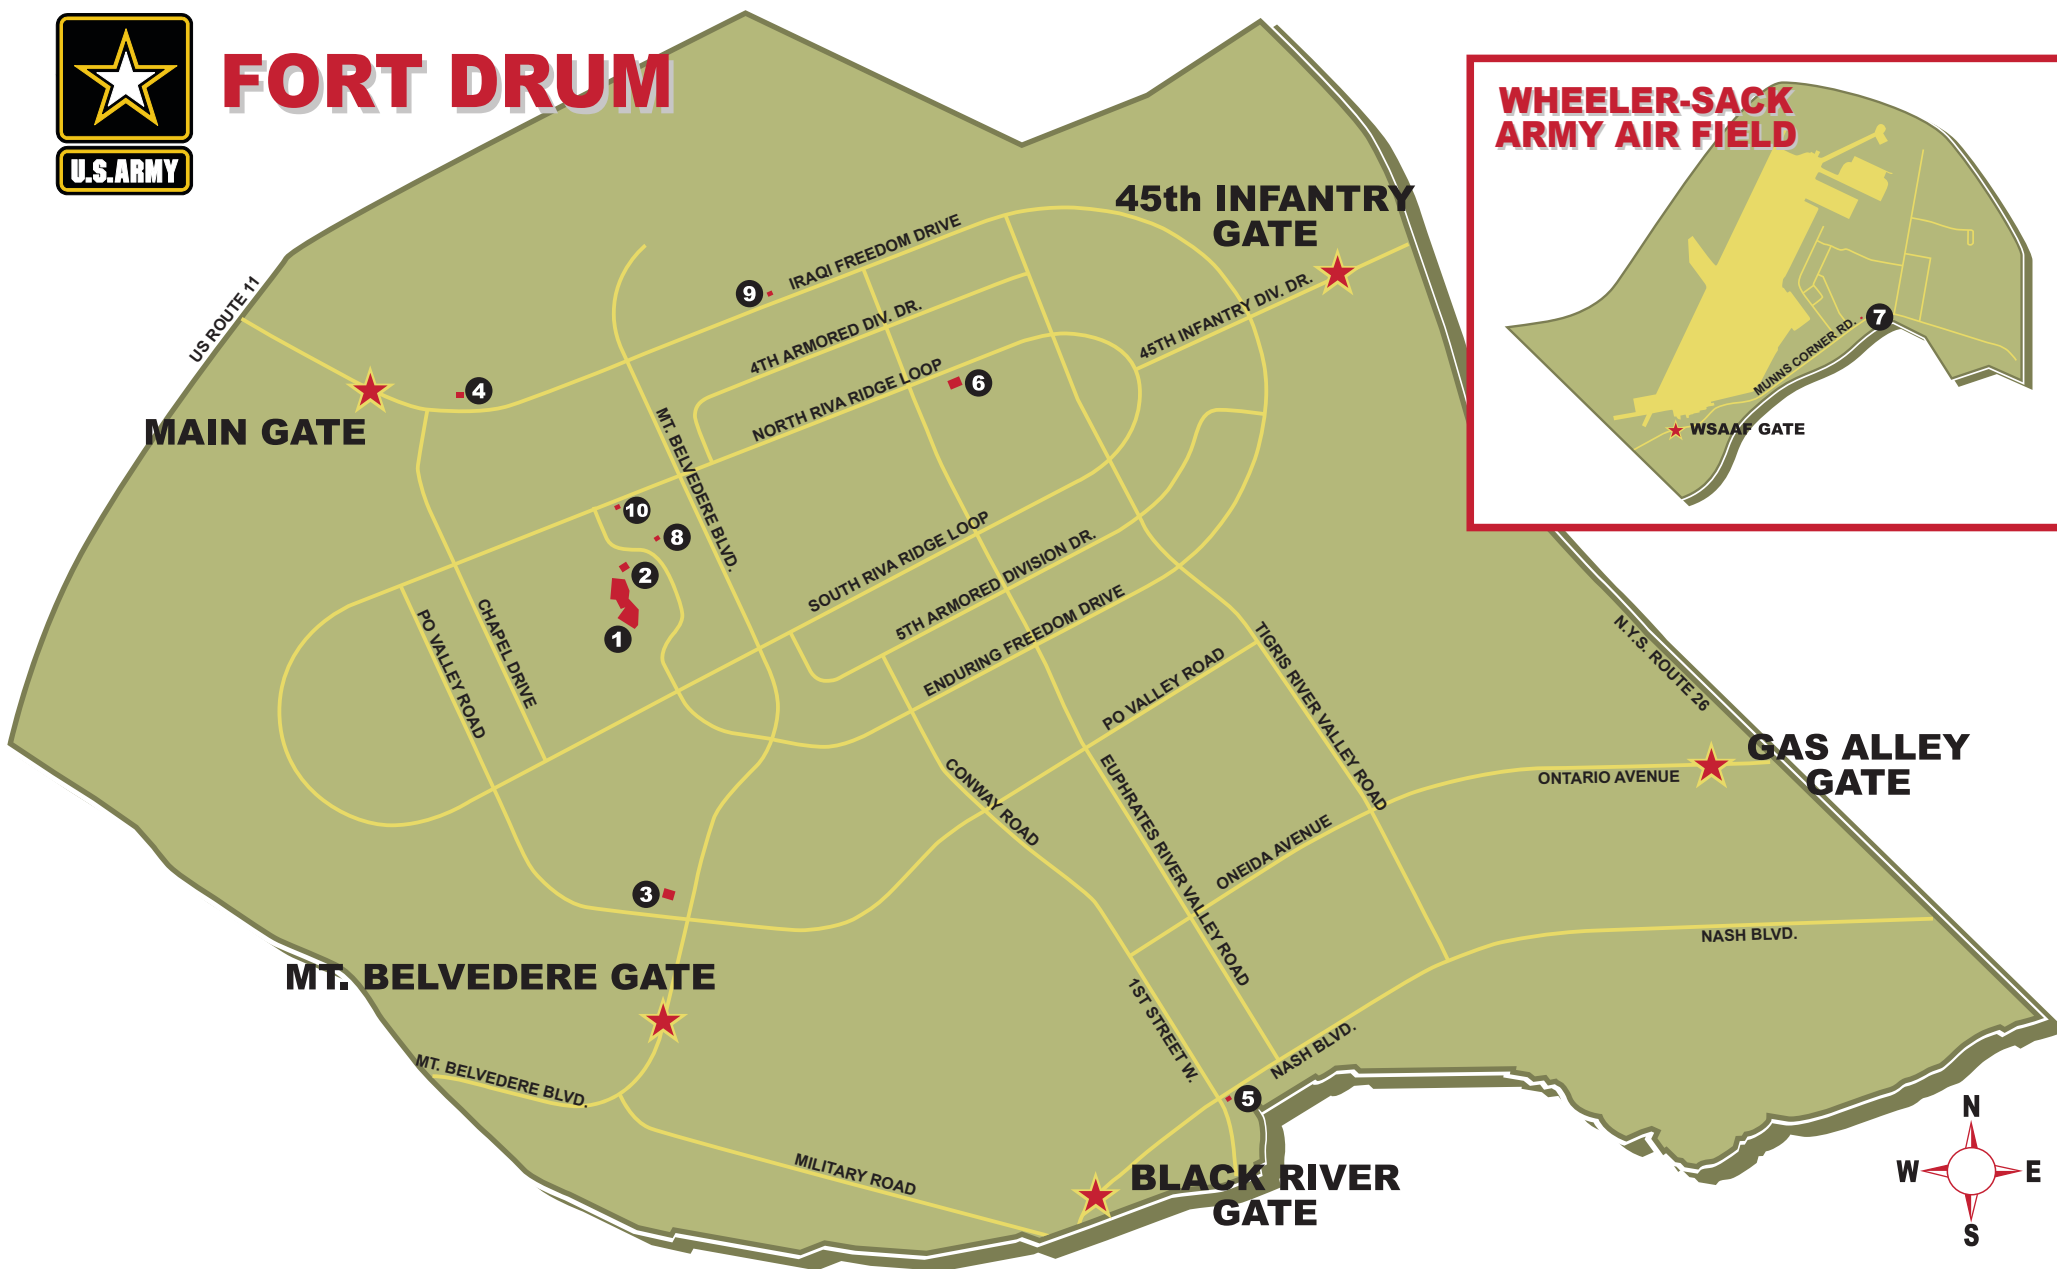 FORT DRUM
U.S.ARMY
WHEELER-SACK
ARMY AIR FIELD
7
MUNNS CORNER RD.
WSAAF GATE
45th INFANTRY
GATE
IRAQI FREEDOM DRIVE
9
US ROUTE 11
4TH ARMORED DIV. DR.
45TH INFANTRY DIV. DR.
4
MAIN GATE
NORTH RIVA RIDGE LOOP
6
MT. BELVEDERE BLVD.
10
8
2
1
SOUTH RIVA RIDGE LOOP
5TH ARMORED DIVISION DR.
ENDURING FREEDOM DRIVE
PO VALLEY ROAD
CHAPEL DRIVE
PO VALLEY ROAD
TIGRIS RIVER VALLEY ROAD
N.Y.S. ROUTE 26
GAS ALLEY
GATE
ONTARIO AVENUE
CONWAY ROAD
EUPHRATES RIVER VALLEY ROAD
ONEIDA AVENUE
3
NASH BLVD.
MT. BELVEDERE GATE
1ST STREET W.
NASH BLVD.
MT. BELVEDERE BLVD.
5
MILITARY ROAD
BLACK RIVER
GATE
N
W
E
S